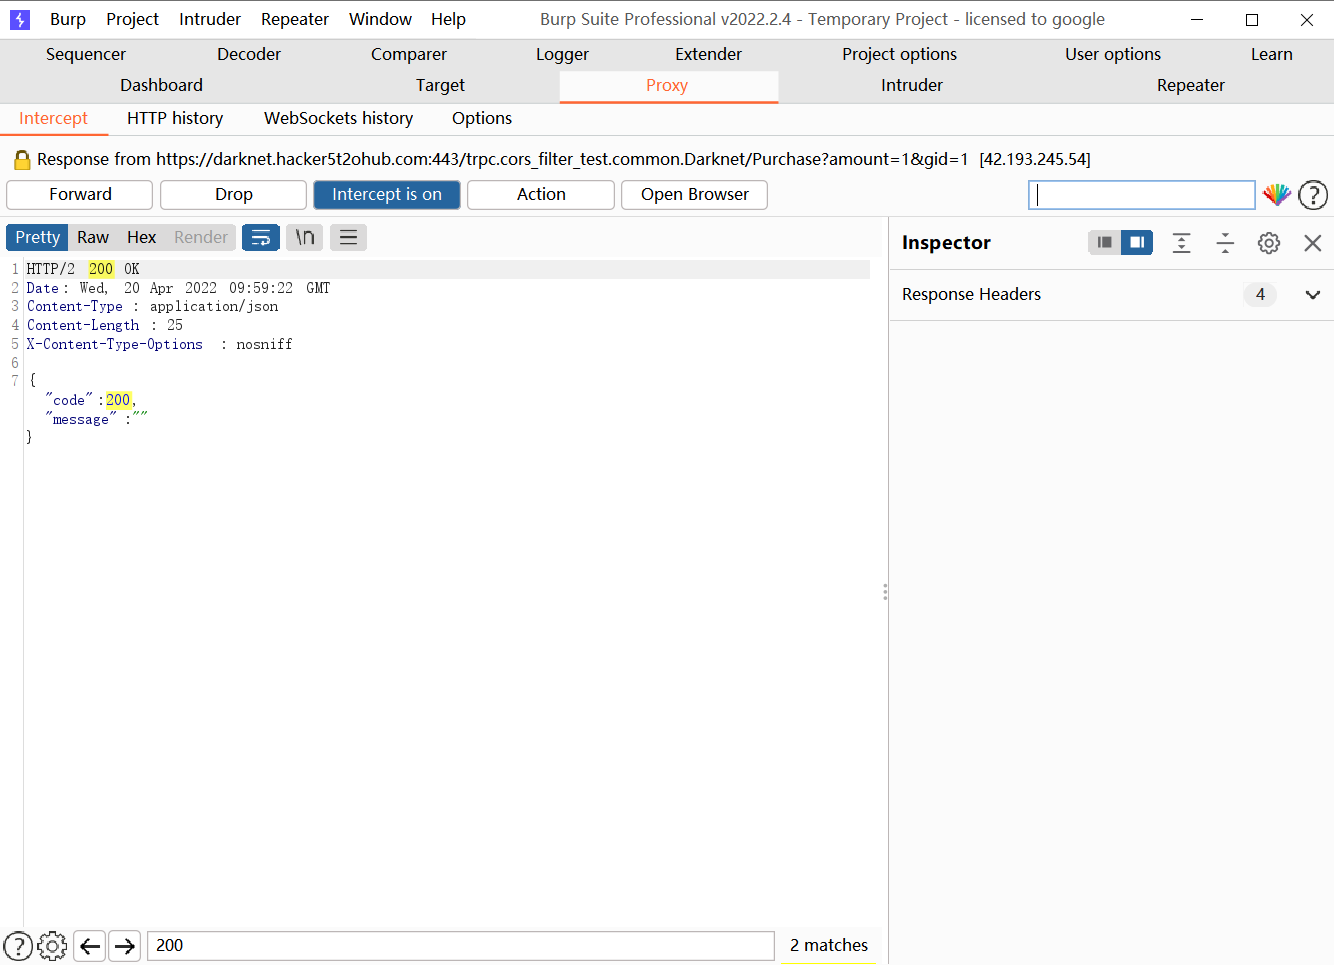 Burp Project Intruder Repeater Window Help Burp Suite Professional v2022.2.4 - Temporary Project - licensed to google
Sequencer Decoder Comparer Logger Extender Project options User options Learn
Dashboard Target Proxy Intruder Repeater
Intercept HTTP history WebSockets history Options
Response from https://darknet.hacker5t2ohub.com:443/trpc.cors_filter_test.common.Darknet/Purchase?amount=1&gid=1 [42.193.245.54]
Forward Drop Intercept is on Action Open Browser
Pretty Raw Hex Render \n Inspector
Response Headers 4
1 HTTP/2 200 OK
2 Date: Wed, 20 Apr 2022 09:59:22 GMT
3 Content-Type: application/json
4 Content-Length: 25
5 X-Content-Type-Options: nosniff
6
7 {
"code":200,
"message":""
}
200 2 matches